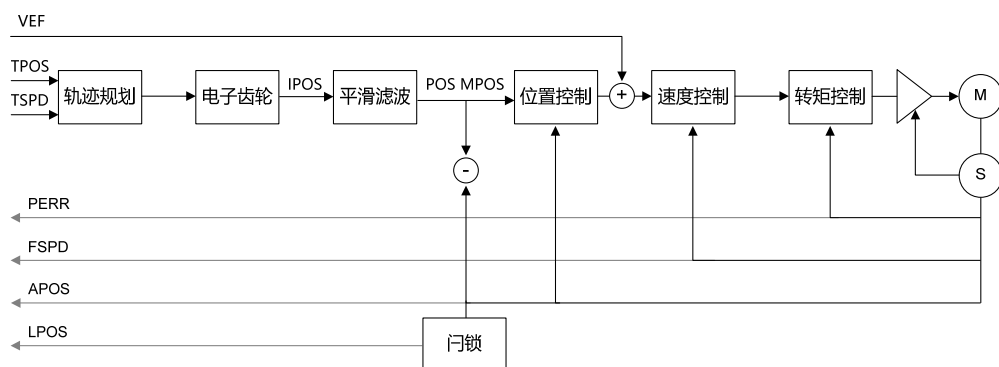 VEF
TPOS
TSPD
轨迹规划
电子齿轮
IPOS
平滑滤波
POS MPOS
位置控制
+
速度控制
转矩控制
M
-
S
PERR
FSPD
APOS
LPOS
闩锁